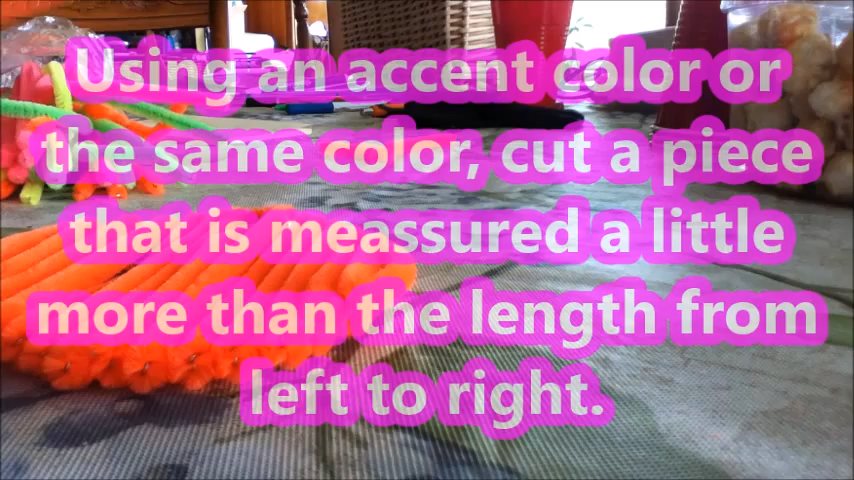 Using an accent color or
the same color, cut a piece
that is meassured a little
more than the length from
left to right.